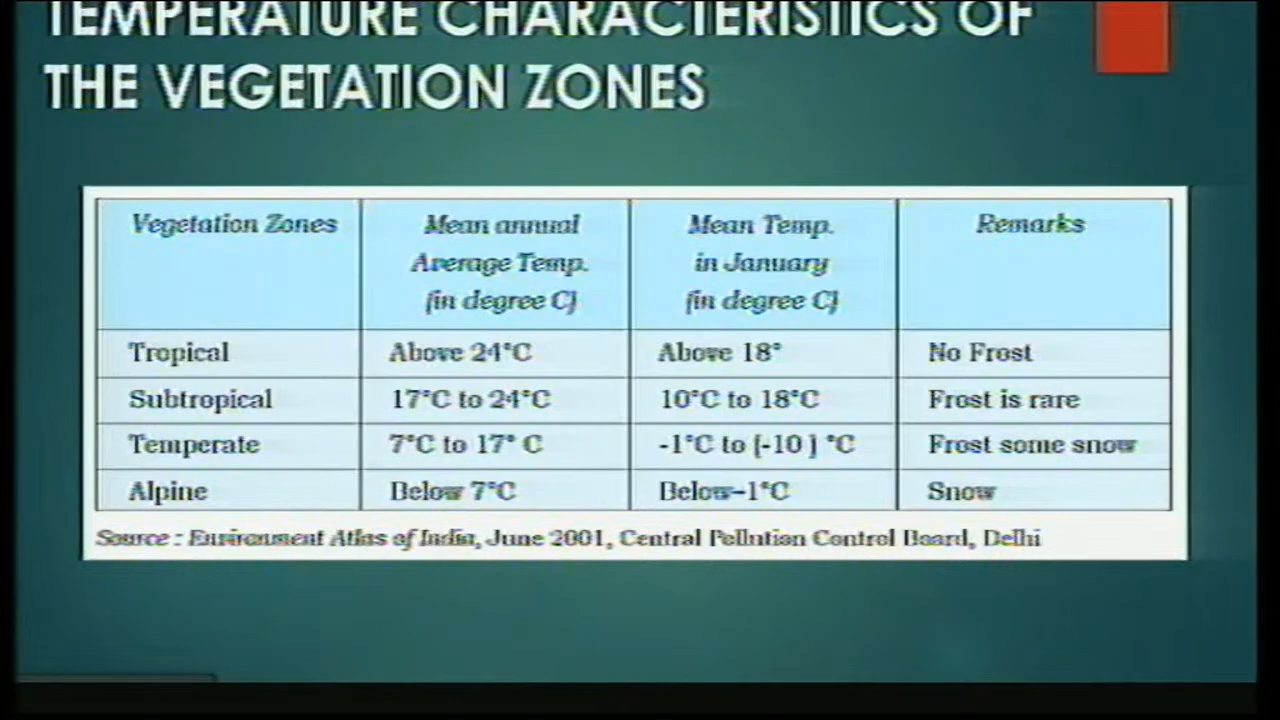 TEMPERATURE CHARACTERISTICS OF
THE VEGETATION ZONES
Vegetation Zones Mean annual Average Temp. (in degree C) Mean Temp. in January (in degree C) Remarks
Tropical Above 24°C Above 18° No Frost
Subtropical 17°C to 24°C 10°C to 18°C Frost is rare
Temperate 7°C to 17° C -1°C to (-10 ) °C Frost some snow
Alpine Below 7°C Below–1°C Snow
Source : Environment Atlas of India, June 2001, Central Pollution Control Board, Delhi